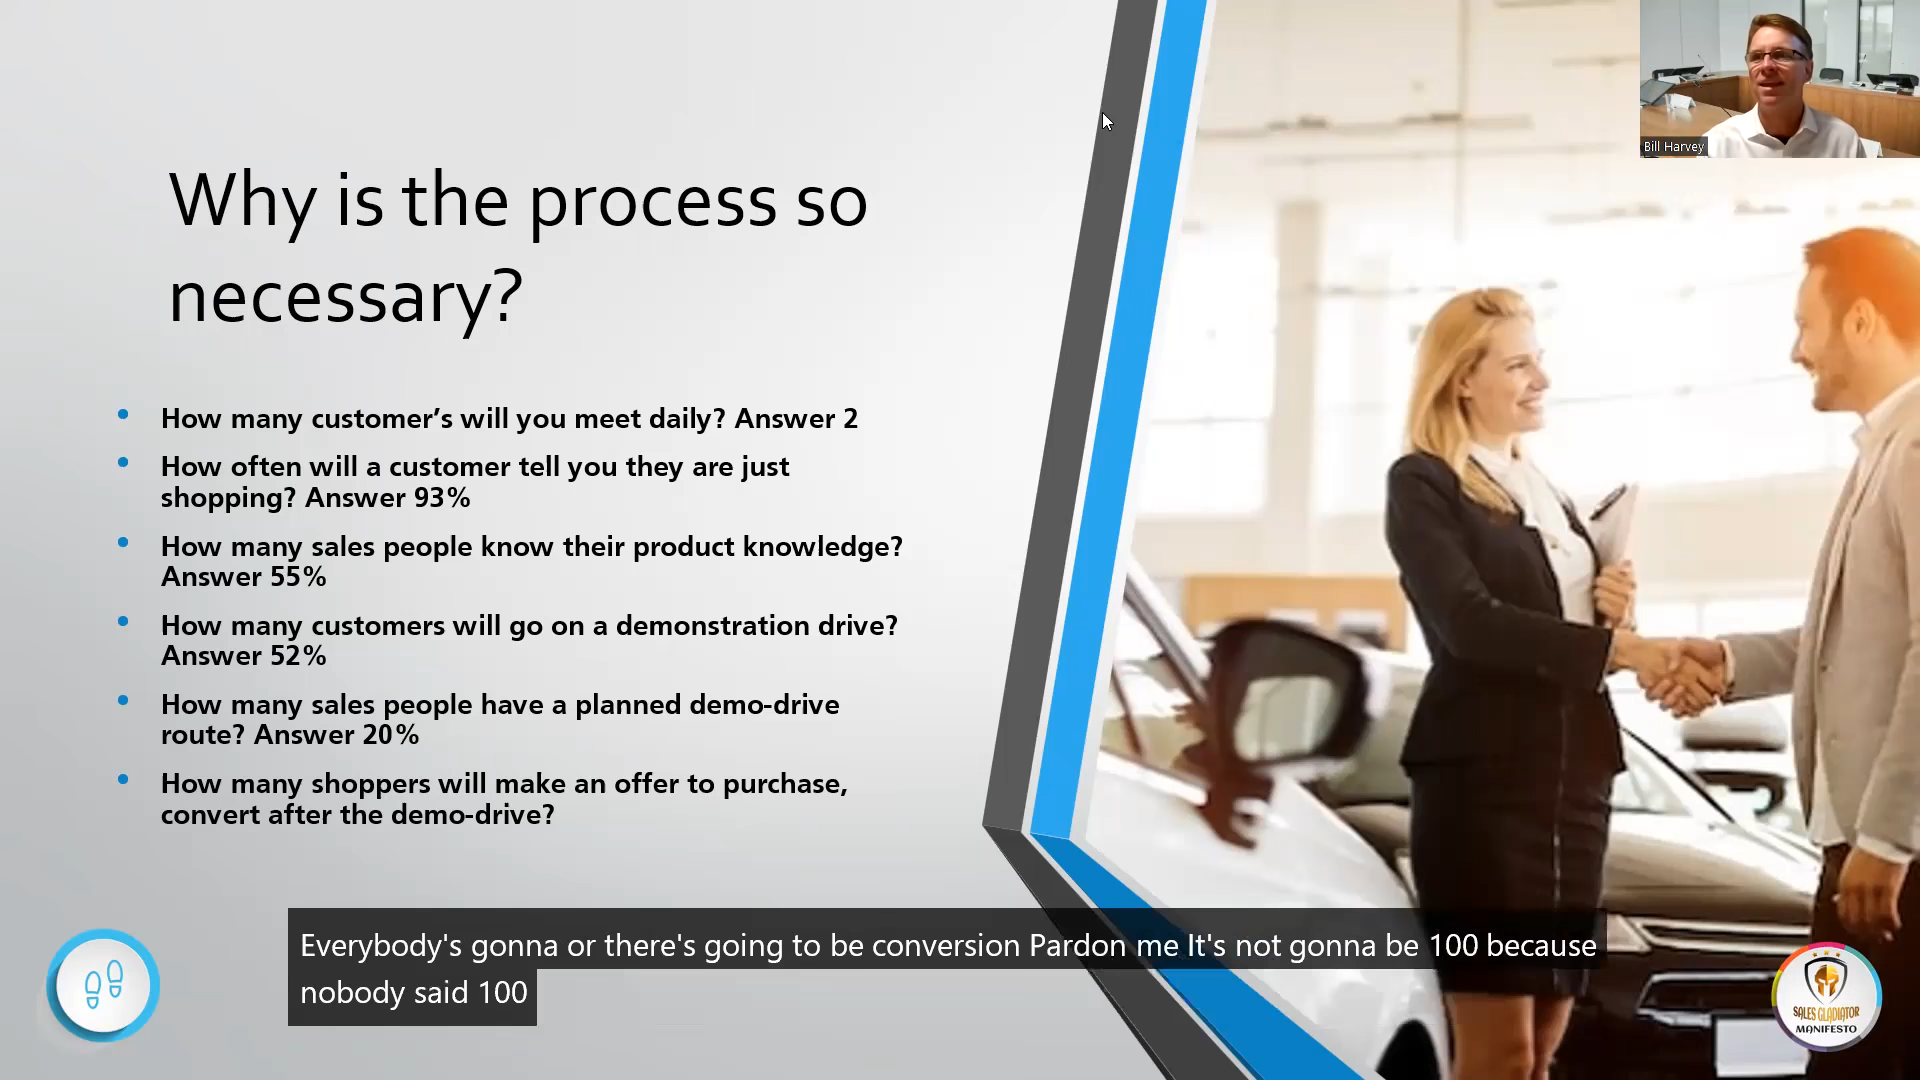 Bill Harvey
Why is the process so
necessary?
How many customer’s will you meet daily? Answer 2
How often will a customer tell you they are just
shopping? Answer 93%
How many sales people know their product knowledge?
Answer 55%
How many customers will go on a demonstration drive?
Answer 52%
How many sales people have a planned demo-drive
route? Answer 20%
How many shoppers will make an offer to purchase,
convert after the demo-drive?
Everybody's gonna or there's going to be conversion Pardon me It's not gonna be 100 because
nobody said 100
SALES GLADIATOR
MANIFESTO